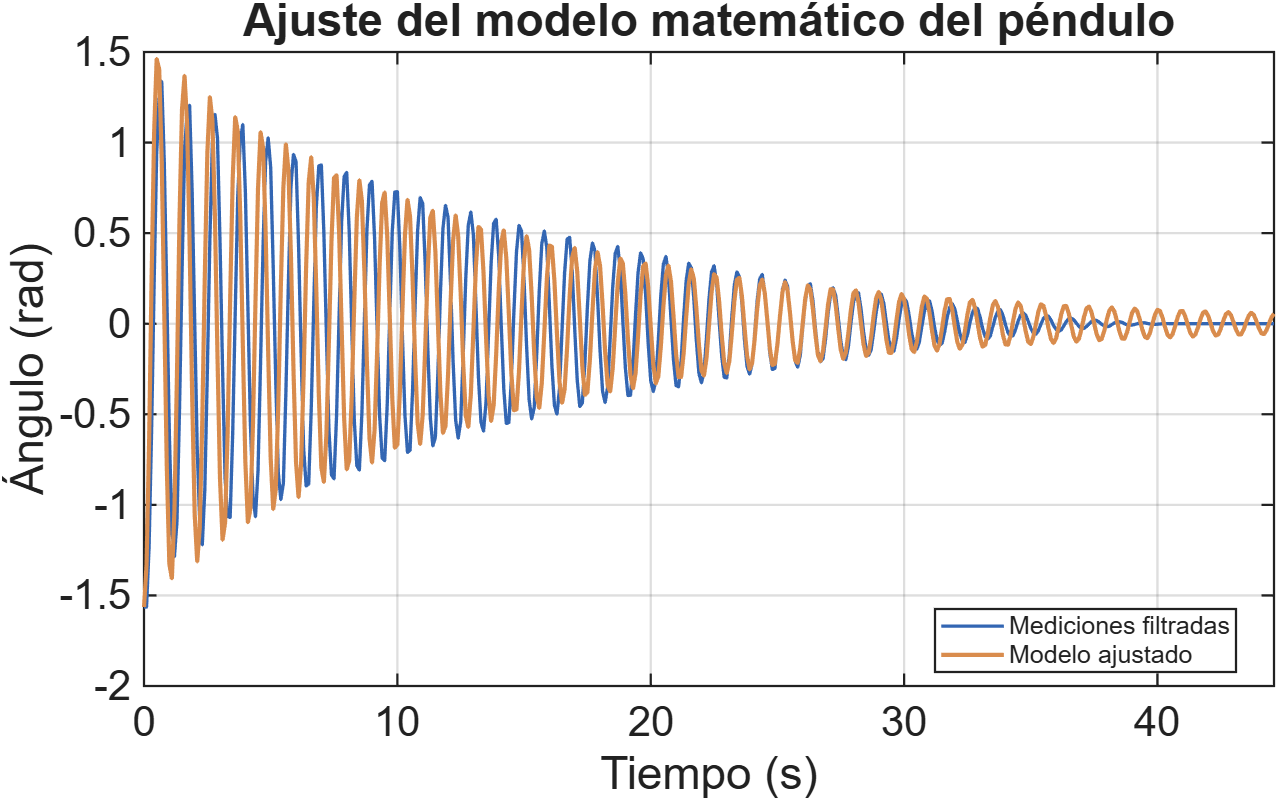 Ajuste del modelo matemático del péndulo
1.5
1
0.5
0
-0.5
-1
-1.5
-2
Ángulo (rad)
0
10
20
30
40
Tiempo (s)
Mediciones filtradas
Modelo ajustado